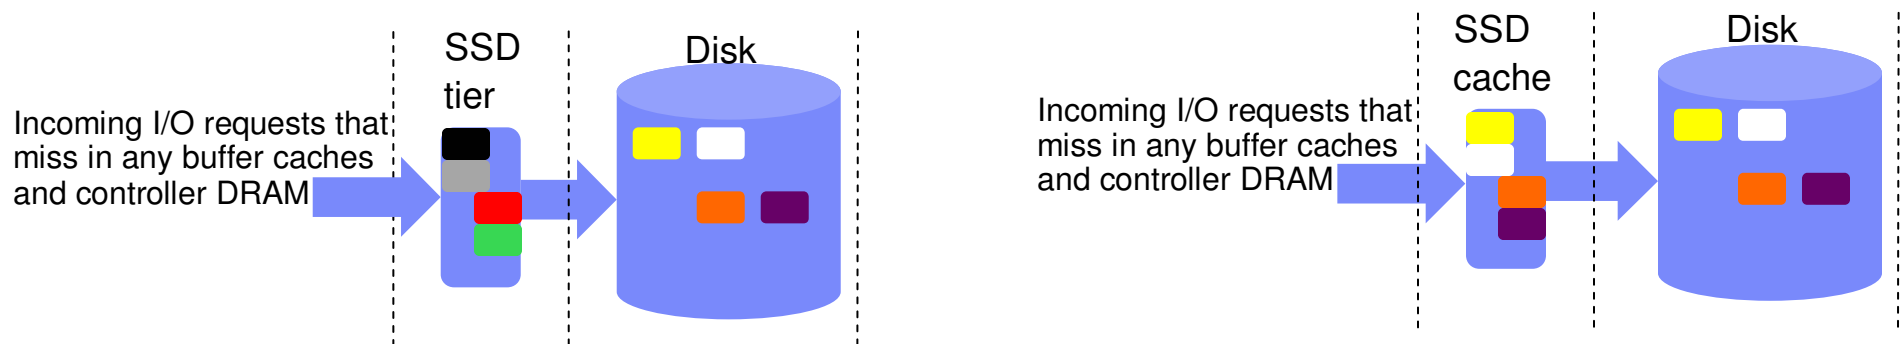 SSD
tier
Disk
Incoming I/O requests that
miss in any buffer caches
and controller DRAM
SSD
cache
Disk
Incoming I/O requests that
miss in any buffer caches
and controller DRAM